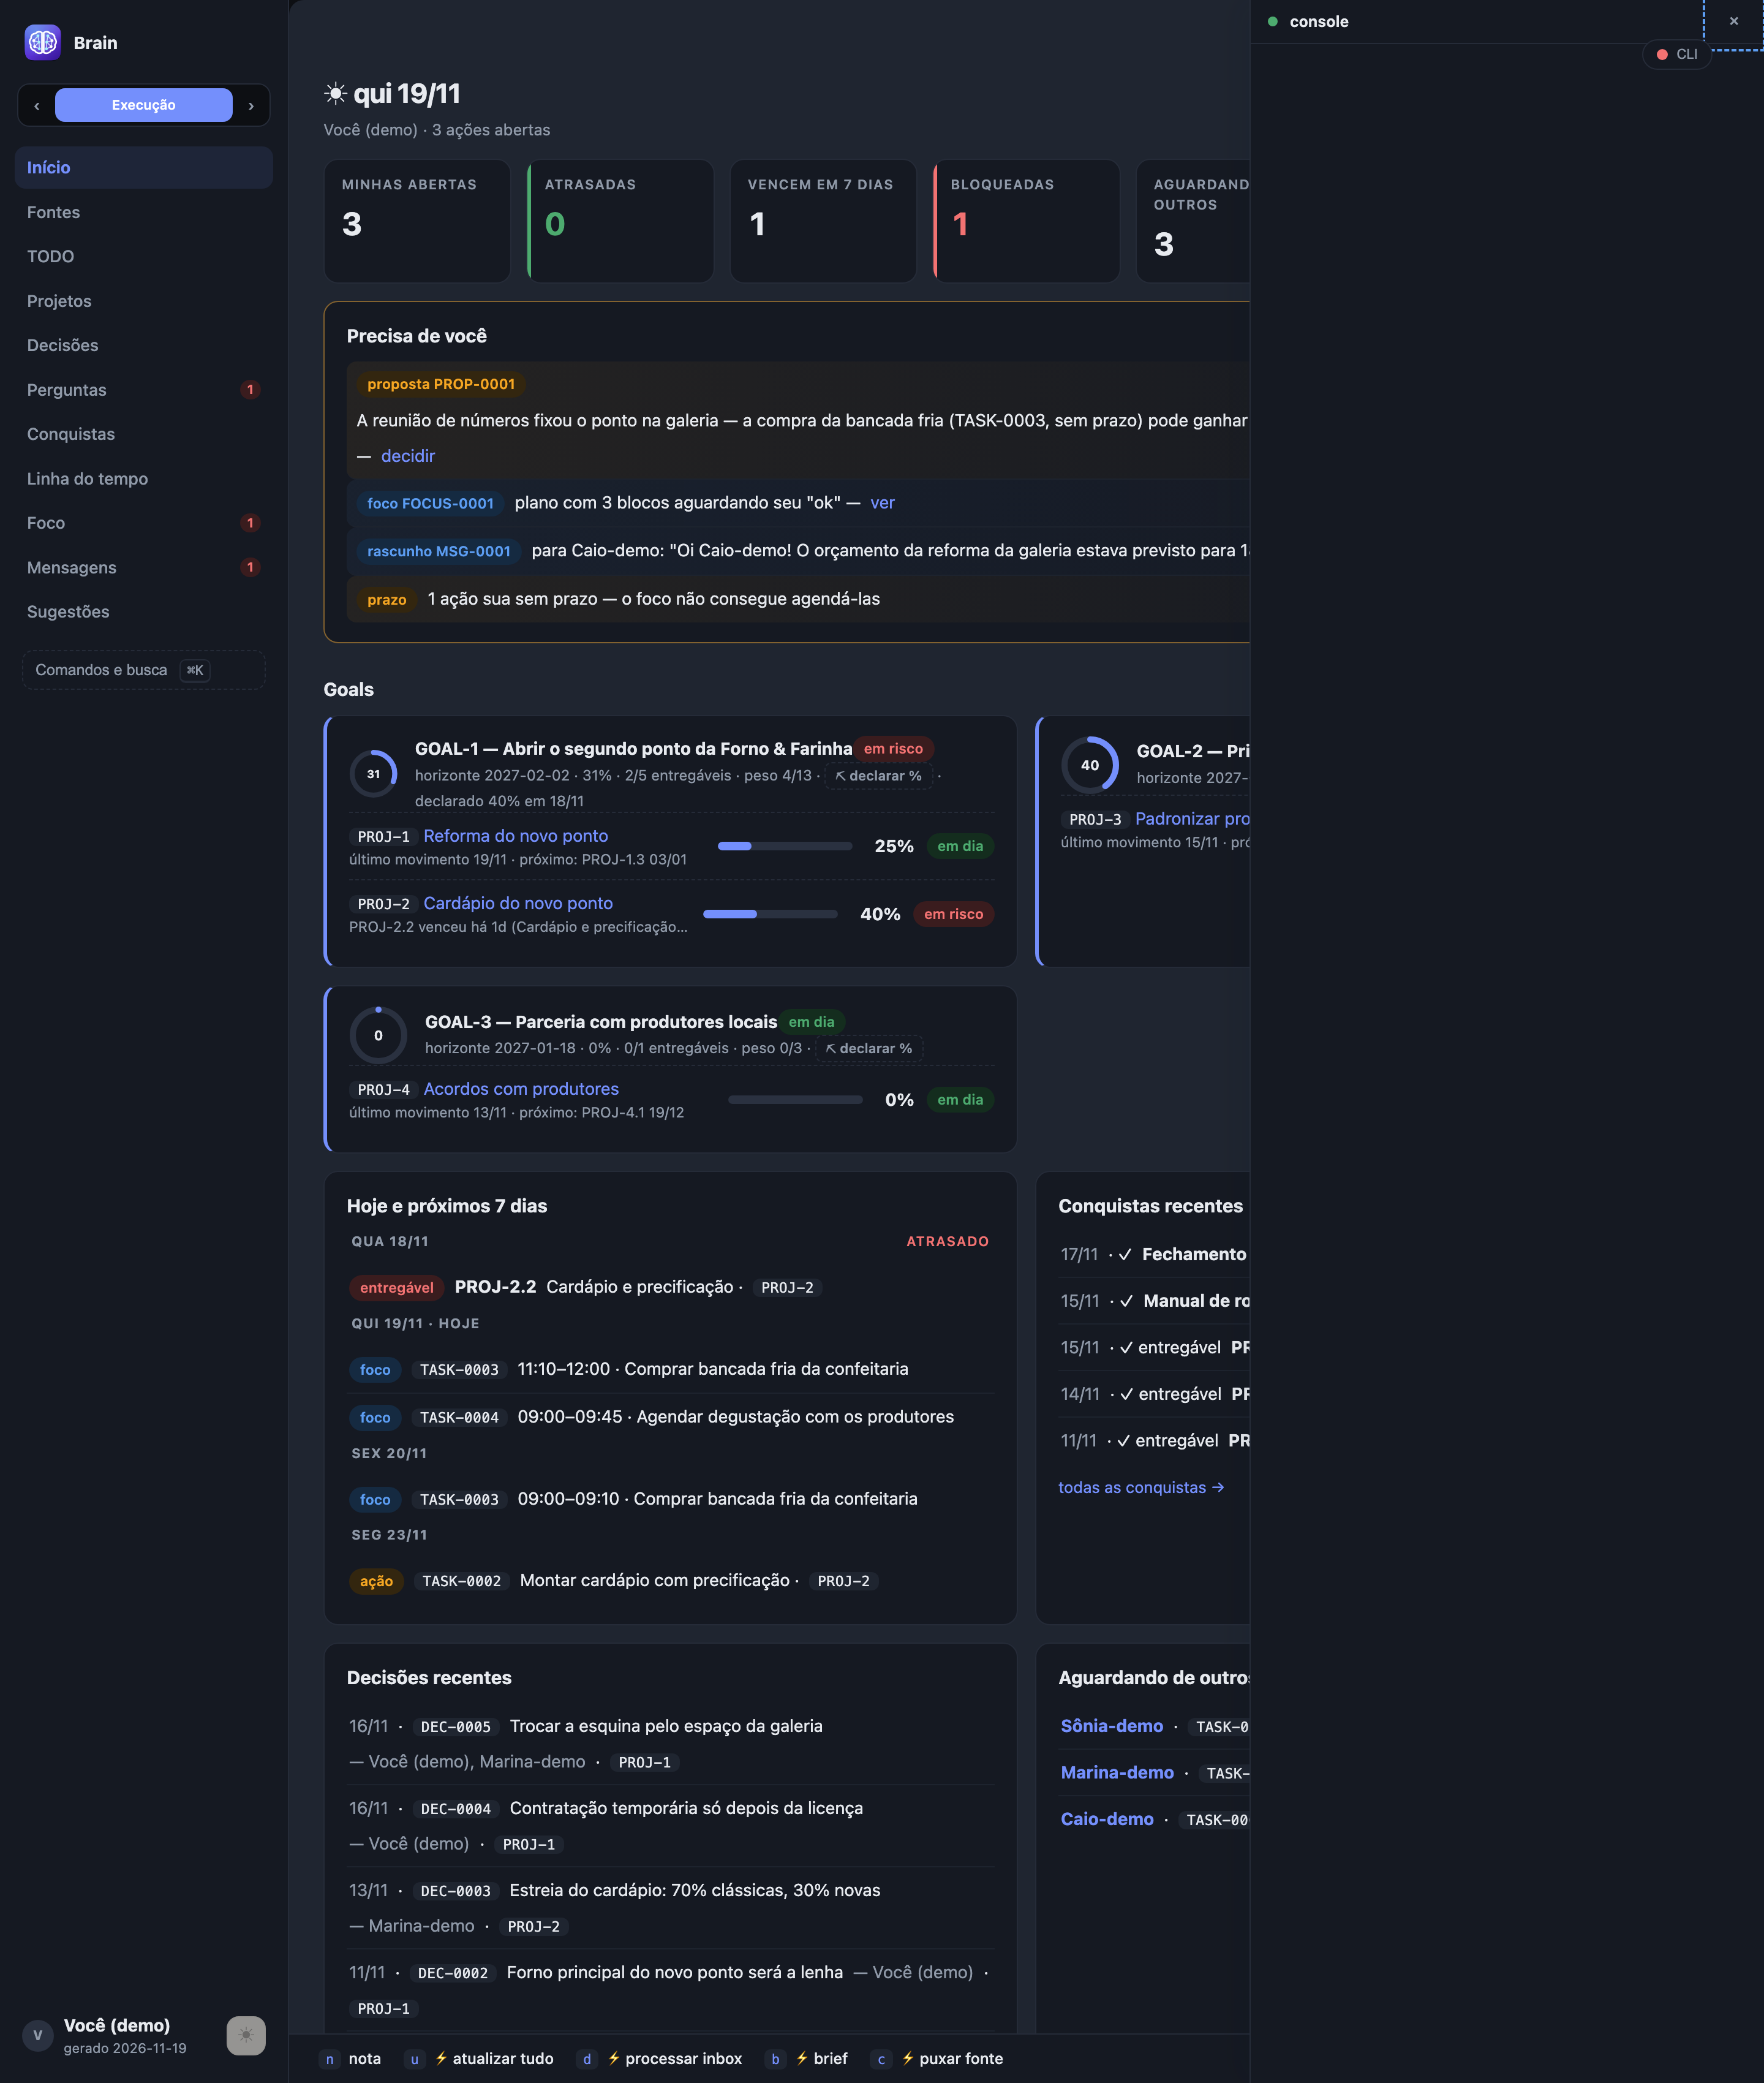 Brain
‹ Execução ›
Início
Fontes
TODO
Projetos
Decisões
Perguntas 1
Conquistas
Linha do tempo
Foco 1
Mensagens 1
Sugestões
Comandos e busca ⌘K
V Você (demo)
gerado 2026-11-19
☀ qui 19/11
Você (demo) · 3 ações abertas
MINHAS ABERTAS
3
ATRASADAS
0
VENCEM EM 7 DIAS
1
BLOQUEADAS
1
AGUARDAND
OUTROS
3
Precisa de você
proposta PROP-0001
A reunião de números fixou o ponto na galeria — a compra da bancada fria (TASK-0003, sem prazo) pode ganhar
— decidir
foco FOCUS-0001 plano com 3 blocos aguardando seu "ok" — ver
rascunho MSG-0001 para Caio-demo: "Oi Caio-demo! O orçamento da reforma da galeria estava previsto para 1
prazo 1 ação sua sem prazo — o foco não consegue agendá-las
Goals
31
GOAL-1 — Abrir o segundo ponto da Forno & Farinha em risco
horizonte 2027-02-02 · 31% · 2/5 entregáveis · peso 4/13 · ↸ declarar % ·
declarado 40% em 18/11
PROJ-1 Reforma do novo ponto
último movimento 19/11 · próximo: PROJ-1.3 03/01
25% em dia
PROJ-2 Cardápio do novo ponto
PROJ-2.2 venceu há 1d (Cardápio e precificação...
40% em risco
40
GOAL-2 — Pri
horizonte 2027-
PROJ-3 Padronizar pro
último movimento 15/11 · pró
0
GOAL-3 — Parceria com produtores locais em dia
horizonte 2027-01-18 · 0% · 0/1 entregáveis · peso 0/3 · ↸ declarar %
PROJ-4 Acordos com produtores
último movimento 13/11 · próximo: PROJ-4.1 19/12
0% em dia
Hoje e próximos 7 dias
QUA 18/11 ATRASADO
entregável PROJ-2.2 Cardápio e precificação · PROJ-2
QUI 19/11 · HOJE
foco TASK-0003 11:10–12:00 · Comprar bancada fria da confeitaria
foco TASK-0004 09:00–09:45 · Agendar degustação com os produtores
SEX 20/11
foco TASK-0003 09:00–09:10 · Comprar bancada fria da confeitaria
SEG 23/11
ação TASK-0002 Montar cardápio com precificação · PROJ-2
Conquistas recentes
17/11 · ✓ Fechamento
15/11 · ✓ Manual de ro
15/11 · ✓ entregável PR
14/11 · ✓ entregável PR
11/11 · ✓ entregável PR
todas as conquistas →
Decisões recentes
16/11 · DEC-0005 Trocar a esquina pelo espaço da galeria
— Você (demo), Marina-demo · PROJ-1
16/11 · DEC-0004 Contratação temporária só depois da licença
— Você (demo) · PROJ-1
13/11 · DEC-0003 Estreia do cardápio: 70% clássicas, 30% novas
— Marina-demo · PROJ-2
11/11 · DEC-0002 Forno principal do novo ponto será a lenha — Você (demo) ·
PROJ-1
Aguardando de outros
Sônia-demo · TASK-0
Marina-demo · TASK-
Caio-demo · TASK-00
n nota u ⚡ atualizar tudo d ⚡ processar inbox b ⚡ brief c ⚡ puxar fonte
console ×
CLI